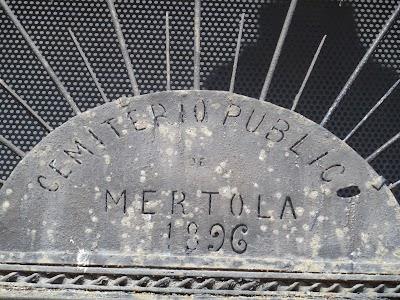 CEMITERIO PUBLICO
DE
MERTOLA
1896